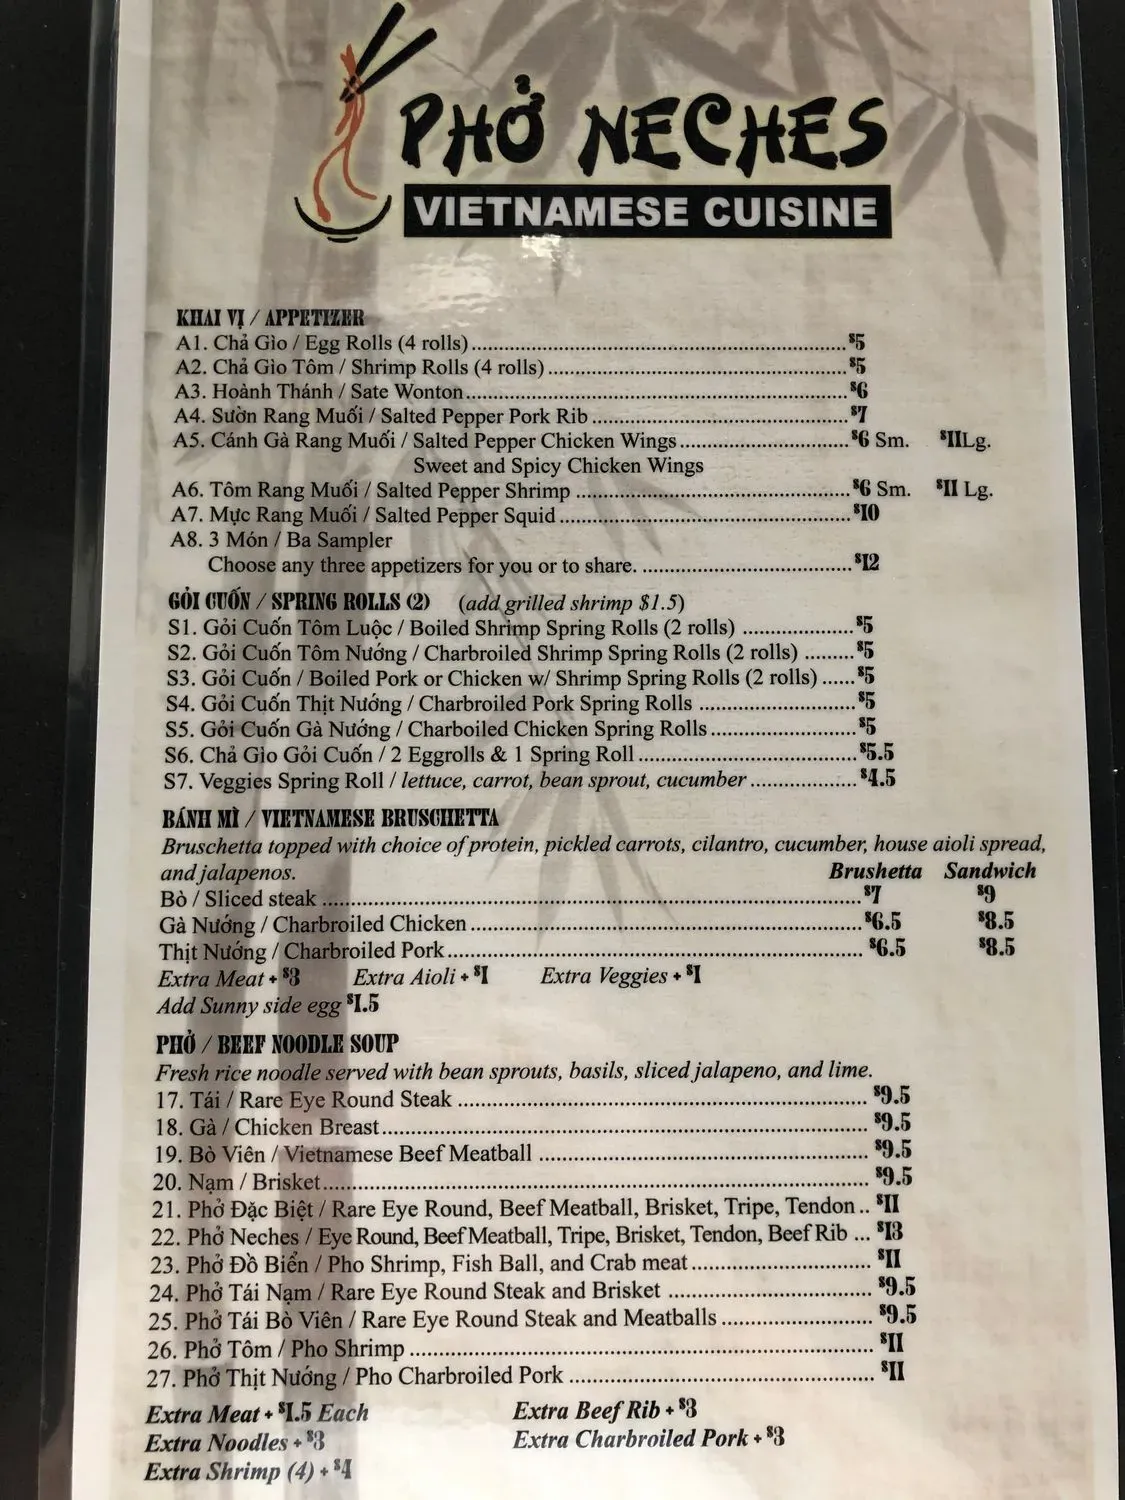 PHỞ NECHES
VIETNAMESE CUISINE
KHAI VỊ / APPETIZER
A1. Chả Gìo / Egg Rolls (4 rolls) $5
A2. Chả Gìo Tôm / Shrimp Rolls (4 rolls) $5
A3. Hoành Thánh / Sate Wonton $6
A4. Sườn Rang Muối / Salted Pepper Pork Rib $7
A5. Cánh Gà Rang Muối / Salted Pepper Chicken Wings $6 Sm. $11Lg.
Sweet and Spicy Chicken Wings
A6. Tôm Rang Muối / Salted Pepper Shrimp $6 Sm. $11 Lg.
A7. Mực Rang Muối / Salted Pepper Squid $10
A8. 3 Món / Ba Sampler
Choose any three appetizers for you or to share. $12
GỎI CUỐN / SPRING ROLLS (2) (add grilled shrimp $1.5)
S1. Gỏi Cuốn Tôm Luộc / Boiled Shrimp Spring Rolls (2 rolls) $5
S2. Gỏi Cuốn Tôm Nướng / Charbroiled Shrimp Spring Rolls (2 rolls) $5
S3. Gỏi Cuốn / Boiled Pork or Chicken w/ Shrimp Spring Rolls (2 rolls) $5
S4. Gỏi Cuốn Thịt Nướng / Charbroiled Pork Spring Rolls $5
S5. Gỏi Cuốn Gà Nướng / Charboiled Chicken Spring Rolls $5
S6. Chả Gìo Gỏi Cuốn / 2 Eggrolls & 1 Spring Roll $5.5
S7. Veggies Spring Roll / lettuce, carrot, bean sprout, cucumber $4.5
BÁNH MÌ / VIETNAMESE BRUSCHETTA
Bruschetta topped with choice of protein, pickled carrots, cilantro, cucumber, house aioli spread,
and jalapenos. Brushetta Sandwich
Bò / Sliced steak $7 $9
Gà Nướng / Charbroiled Chicken $6.5 $8.5
Thịt Nướng / Charbroiled Pork $6.5 $8.5
Extra Meat + $3 Extra Aioli + $1 Extra Veggies + $1
Add Sunny side egg $1.5
PHỞ / BEEF NOODLE SOUP
Fresh rice noodle served with bean sprouts, basils, sliced jalapeno, and lime.
17. Tái / Rare Eye Round Steak $9.5
18. Gà / Chicken Breast $9.5
19. Bò Viên / Vietnamese Beef Meatball $9.5
20. Nạm / Brisket $9.5
21. Phở Đặc Biệt / Rare Eye Round, Beef Meatball, Brisket, Tripe, Tendon $11
22. Phở Neches / Eye Round, Beef Meatball, Tripe, Brisket, Tendon, Beef Rib $13
23. Phở Đồ Biển / Pho Shrimp, Fish Ball, and Crab meat $11
24. Phở Tái Nạm / Rare Eye Round Steak and Brisket $9.5
25. Phở Tái Bò Viên / Rare Eye Round Steak and Meatballs $9.5
26. Phở Tôm / Pho Shrimp $11
27. Phở Thịt Nướng / Pho Charbroiled Pork $11
Extra Meat + $1.5 Each Extra Beef Rib + $3
Extra Noodles + $3 Extra Charbroiled Pork + $3
Extra Shrimp (4) + $4